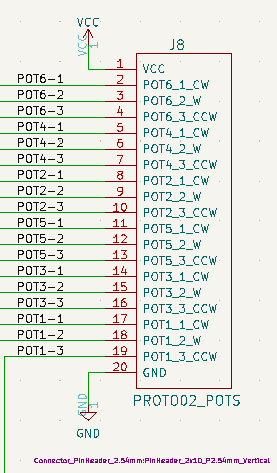 VCC
VCC
1
J8
1
VCC
POT6-1
2
POT6_1_CW
POT6-2
3
POT6_2_W
POT6-3
4
POT6_3_CCW
POT4-1
5
POT4_1_CW
POT4-2
6
POT4_2_W
POT4-3
7
POT4_3_CCW
POT2-1
8
POT2_1_CW
POT2-2
9
POT2_2_W
POT2-3
10
POT2_3_CCW
POT5-1
11
POT5_1_CW
POT5-2
12
POT5_2_W
POT5-3
13
POT5_3_CCW
POT3-1
14
POT3_1_CW
POT3-2
15
POT3_2_W
POT3-3
16
POT3_3_CCW
POT1-1
17
POT1_1_CW
POT1-2
18
POT1_2_W
POT1-3
19
POT1_3_CCW
20
GND
GND
1
PROTO02_POTS
GND
Connector_PinHeader_2.54mm:PinHeader_2x10_P2.54mm_Vertical